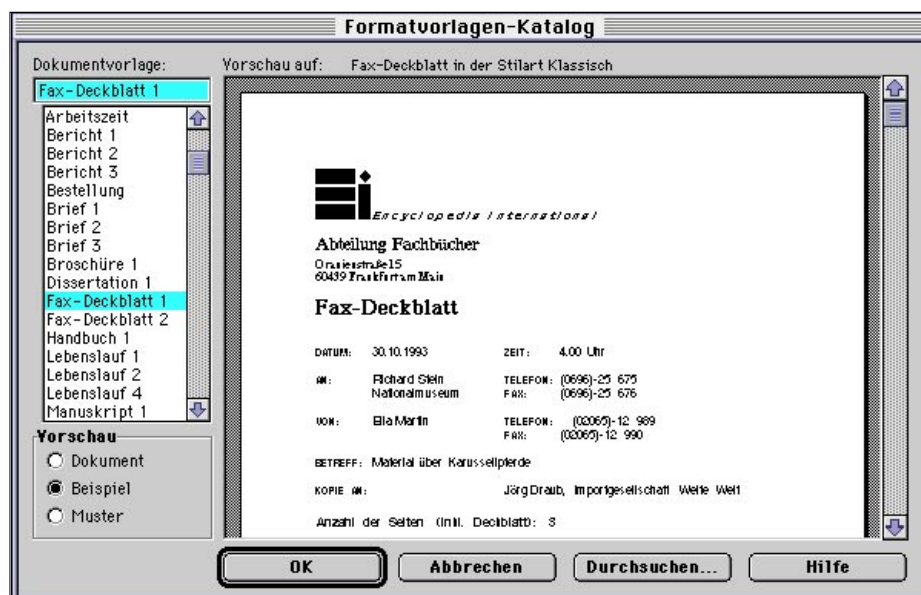 Formatvorlagen-Katalog
Dokumentvorlage:
Fax-Deckblatt 1
Arbeitszeit
Bericht 1
Bericht 2
Bericht 3
Bestellung
Brief 1
Brief 2
Brief 3
Broschüre 1
Dissertation 1
Fax-Deckblatt 1
Fax-Deckblatt 2
Handbuch 1
Lebenslauf 1
Lebenslauf 2
Lebenslauf 4
Manuskript 1
Vorschau
Dokument
Beispiel
Muster
Vorschau auf: Fax-Deckblatt in der Stilart Klassisch
Ei
Encyclopedia International
Abteilung Fachbücher
Oranienstraße 15
60439 Frankfurt am Main
Fax-Deckblatt
DATUM: 30.10.1993 ZEIT: 4.00 Uhr
AN: Richard Stein TELEFON: (0696)-25 675
Nationalmuseum FAX: (0696)-25 676
VON: Ella Martin TELEFON: (02065)-12 989
FAX: (02065)-12 990
BETREFF: Material über Karussellpferde
KOPIE AN: Jörg Draub, Importgesellschaft Weite Welt
Anzahl der Seiten (inkl. Deckblatt): 3
OK Abbrechen Durchsuchen... Hilfe